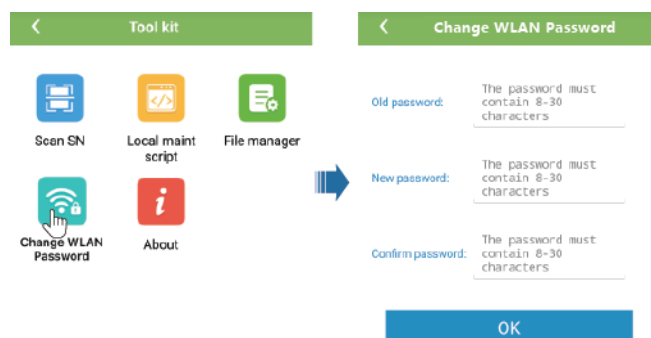 Tool kit
Scan SN
Local maint
script
File manager
Change WLAN
Password
About
Change WLAN Password
Old password:
The password must
contain 8-30
characters
New password:
The password must
contain 8-30
characters
Confirm password:
The password must
contain 8-30
characters
OK